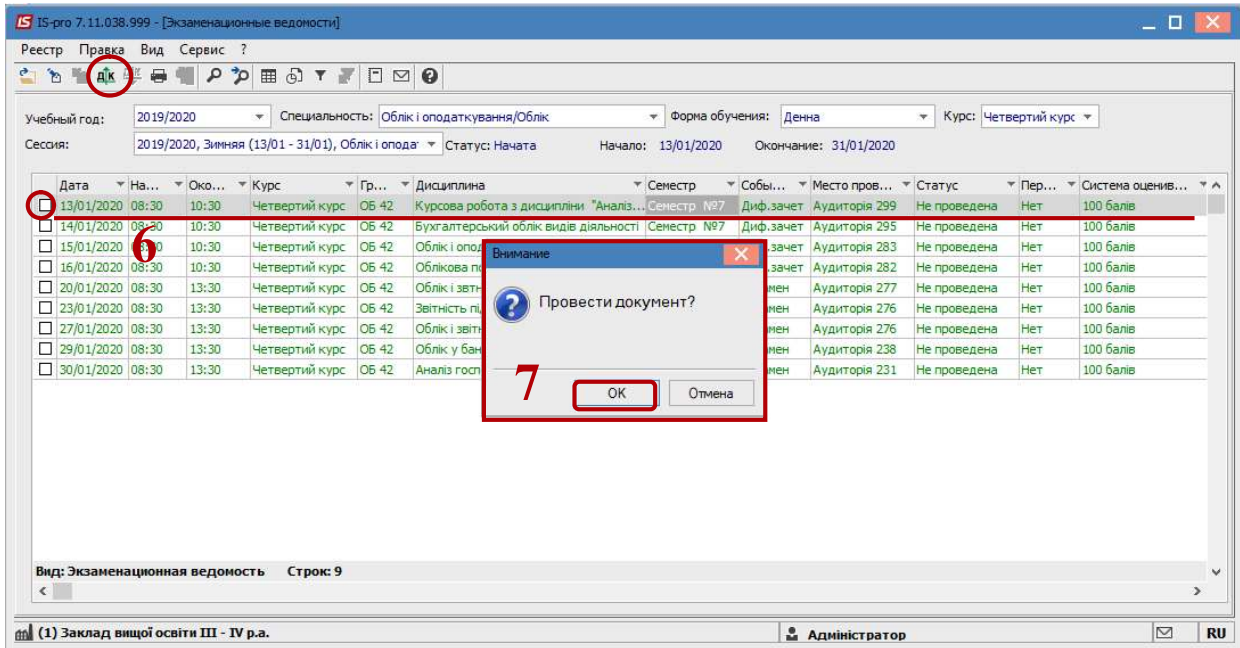 IS-pro 7.11.038.999 - [Экзаменационные ведомости]
Реестр Правка Вид Сервис ?
Учебный год: 2019/2020 Специальность: Облік і оподаткування/Облік Форма обучения: Денна Курс: Четвертий курс
Сессия: 2019/2020, Зимняя (13/01 - 31/01), Облік і опода Статус: Начата Начало: 13/01/2020 Окончание: 31/01/2020
Дата На... Око... Курс Гр... Дисциплина Семестр Собы... Место пров... Статус Пер... Система оценив...
13/01/2020 08:30 10:30 Четвертий курс ОБ 42 Курсова робота з дисципліни "Аналіз... Семестр №7 Диф.зачет Аудиторія 299 Не проведена Нет 100 балів
14/01/2020 08:30 10:30 Четвертий курс ОБ 42 Бухгалтерський облік видів діяльності Семестр №7 Диф.зачет Аудиторія 295 Не проведена Нет 100 балів
15/01/2020 08:30 10:30 Четвертий курс ОБ 42 Облік і опод .зачет Аудиторія 283 Не проведена Нет 100 балів
16/01/2020 08:30 10:30 Четвертий курс ОБ 42 Облікова по .зачет Аудиторія 282 Не проведена Нет 100 балів
20/01/2020 08:30 13:30 Четвертий курс ОБ 42 Облік і звтн мен Аудиторія 277 Не проведена Нет 100 балів
23/01/2020 08:30 13:30 Четвертий курс ОБ 42 Звітність пі мен Аудиторія 276 Не проведена Нет 100 балів
27/01/2020 08:30 13:30 Четвертий курс ОБ 42 Облік і звітн мен Аудиторія 276 Не проведена Нет 100 балів
29/01/2020 08:30 13:30 Четвертий курс ОБ 42 Облік у бан мен Аудиторія 238 Не проведена Нет 100 балів
30/01/2020 08:30 13:30 Четвертий курс ОБ 42 Аналіз госп мен Аудиторія 231 Не проведена Нет 100 балів
6
Внимание
Провести документ?
7
OK Отмена
Вид: Экзаменационная ведомость Строк: 9
(1) Заклад вищої освіти III - IV р.а. Адміністратор RU